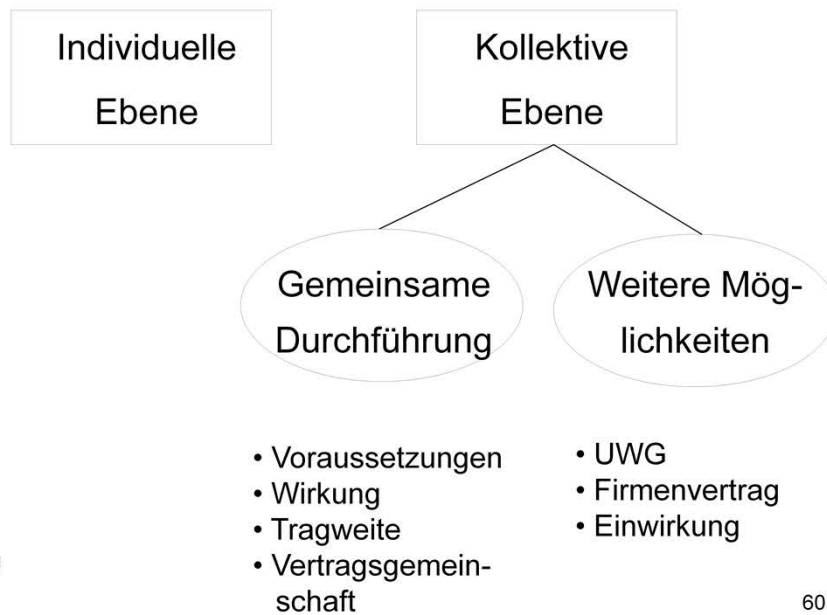 Individuelle
Ebene
Kollektive
Ebene
Gemeinsame
Durchführung
Weitere Mög-
lichkeiten
• Voraussetzungen
• Wirkung
• Tragweite
• Vertragsgemein-
schaft
• UWG
• Firmenvertrag
• Einwirkung
60